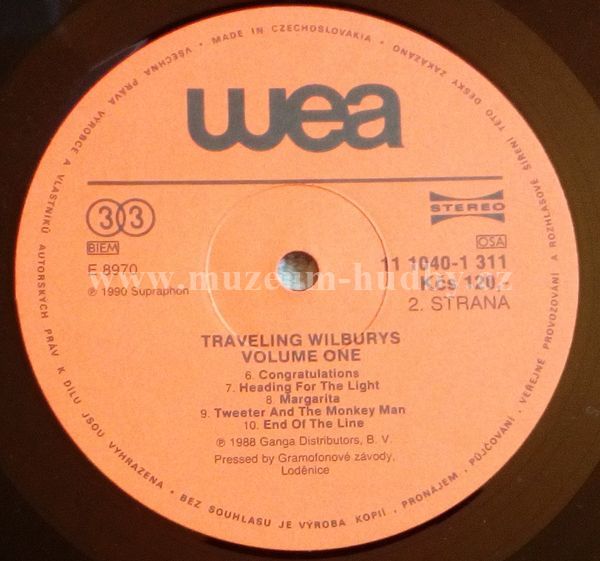 VŠECHNA PRÁVA VÝROBCE A VLASTNÍKŮ AUTORSKÝCH PRÁV K DÍLU JSOU VYHRAZENA • BEZ SOUHLASU JE VÝROBA KOPIÍ, PRONÁJEM, PŮJČOVÁNÍ, VEŘEJNÉ PROVOZOVÁNÍ A ROZHLASOVÉ ŠÍŘENÍ TÉTO DESKY ZAKÁZÁNO • MADE IN CZECHOSLOVAKIA •
wea
33
STEREO
BIEM
OSA
E 8970
11 1040-1 311
www.muzeum-hudby.cz
Kčs 120,-
℗ 1990 Supraphon
2. STRANA
TRAVELING WILBURYS
VOLUME ONE
6. Congratulations
7. Heading For The Light
8. Margarita
9. Tweeter And The Monkey Man
10. End Of The Line
℗ 1988 Ganga Distributors, B. V.
Pressed by Gramofonové závody,
Loděnice